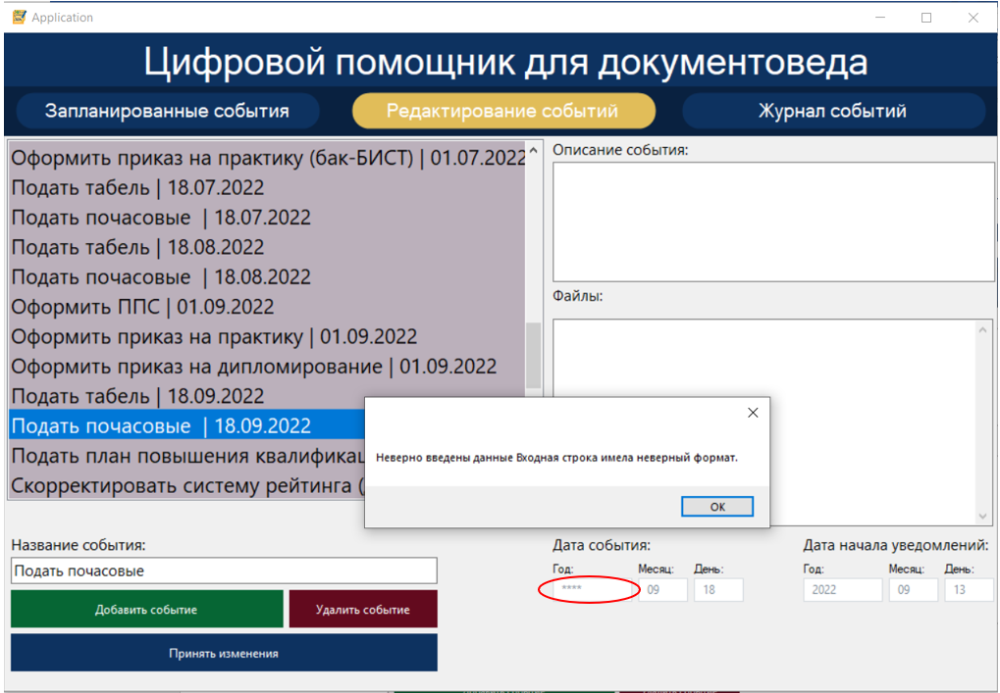 Application
Цифровой помощник для документоведа
Запланированные события
Редактирование событий
Журнал событий
Оформить приказ на практику (бак-БИСТ) | 01.07.2022
Подать табель | 18.07.2022
Подать почасовые | 18.07.2022
Подать табель | 18.08.2022
Подать почасовые | 18.08.2022
Оформить ППС | 01.09.2022
Оформить приказ на практику | 01.09.2022
Оформить приказ на дипломирование | 01.09.2022
Подать табель | 18.09.2022
Подать почасовые | 18.09.2022
Подать план повышения квалификац
Скорректировать систему рейтинга (
Описание события:
Файлы:
Неверно введены данные Входная строка имела неверный формат.
OK
Название события:
Подать почасовые
Добавить событие
Удалить событие
Принять изменения
Дата события:
Год: Месяц: День:
**** 09 18
Дата начала уведомлений:
Год: Месяц: День:
2022 09 13